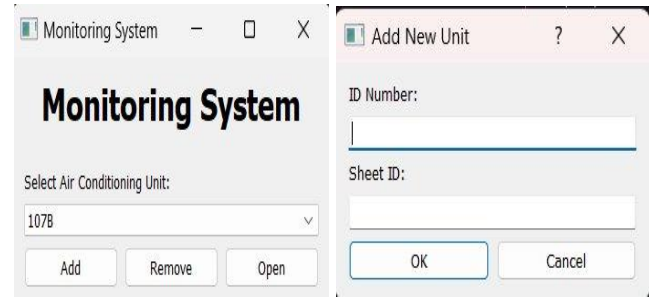 Monitoring System
Monitoring System
Select Air Conditioning Unit:
107B
Add Remove Open
Add New Unit ?
ID Number:
Sheet ID:
OK Cancel